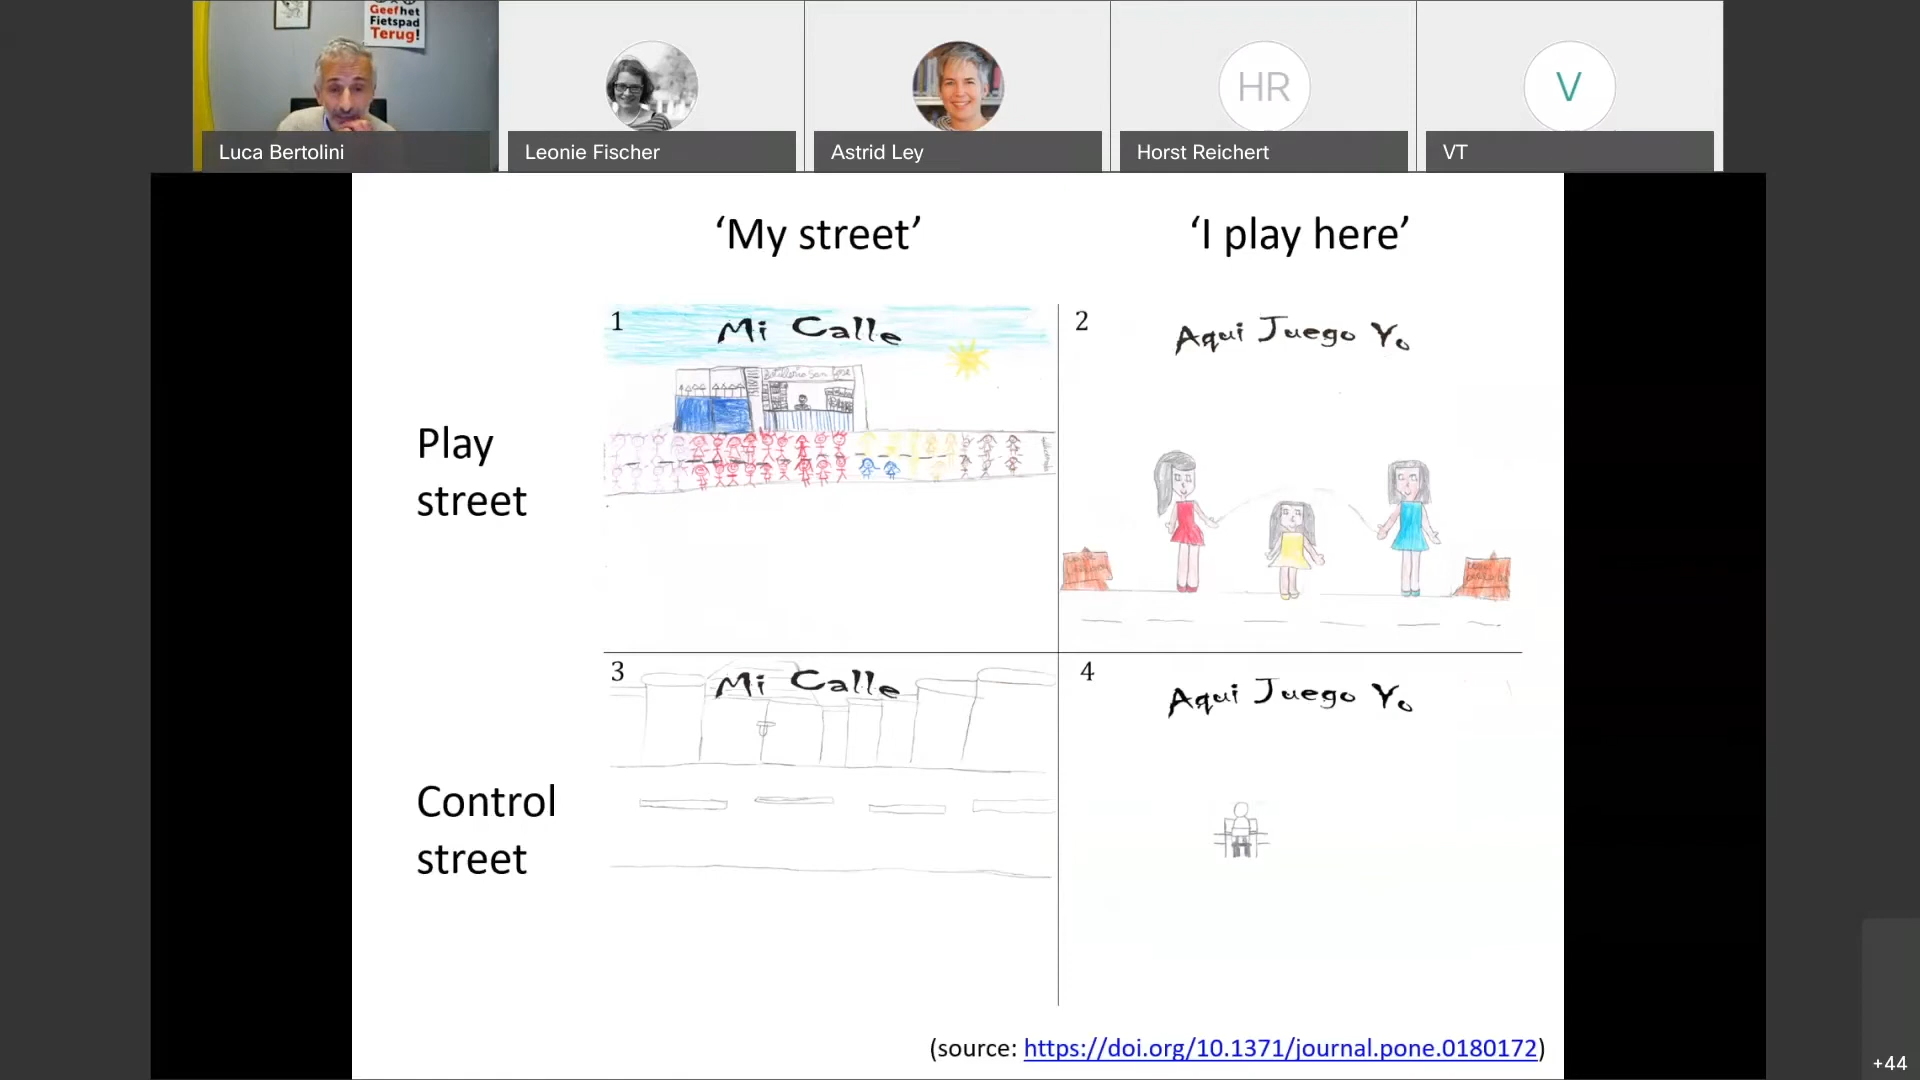 Geef het
Fietspad
Terug!
HR
V
Luca Bertolini
Leonie Fischer
Astrid Ley
Horst Reichert
VT
‘My street’
‘I play here’
1
Mi Calle
2
Aqui Juego Yo
Play
street
3
Mi Calle
4
Aqui Juego Yo
Control
street
(source: https://doi.org/10.1371/journal.pone.0180172)
+44